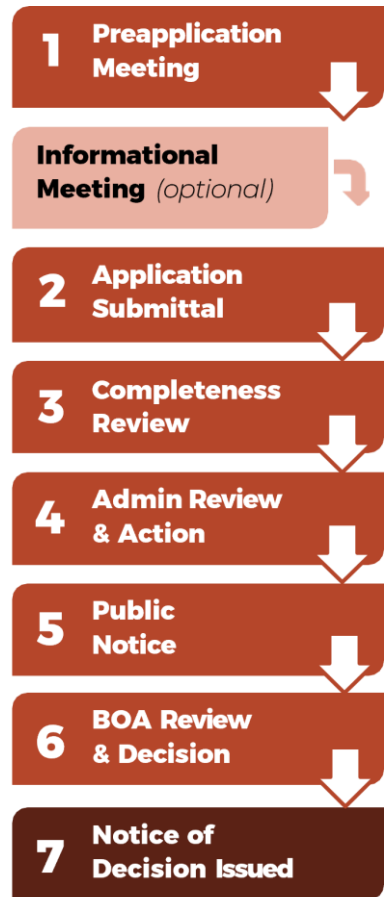 1 Preapplication
Meeting
Informational
Meeting (optional)
2 Application
Submittal
3 Completeness
Review
4 Admin Review
& Action
5 Public
Notice
6 BOA Review
& Decision
7 Notice of
Decision Issued